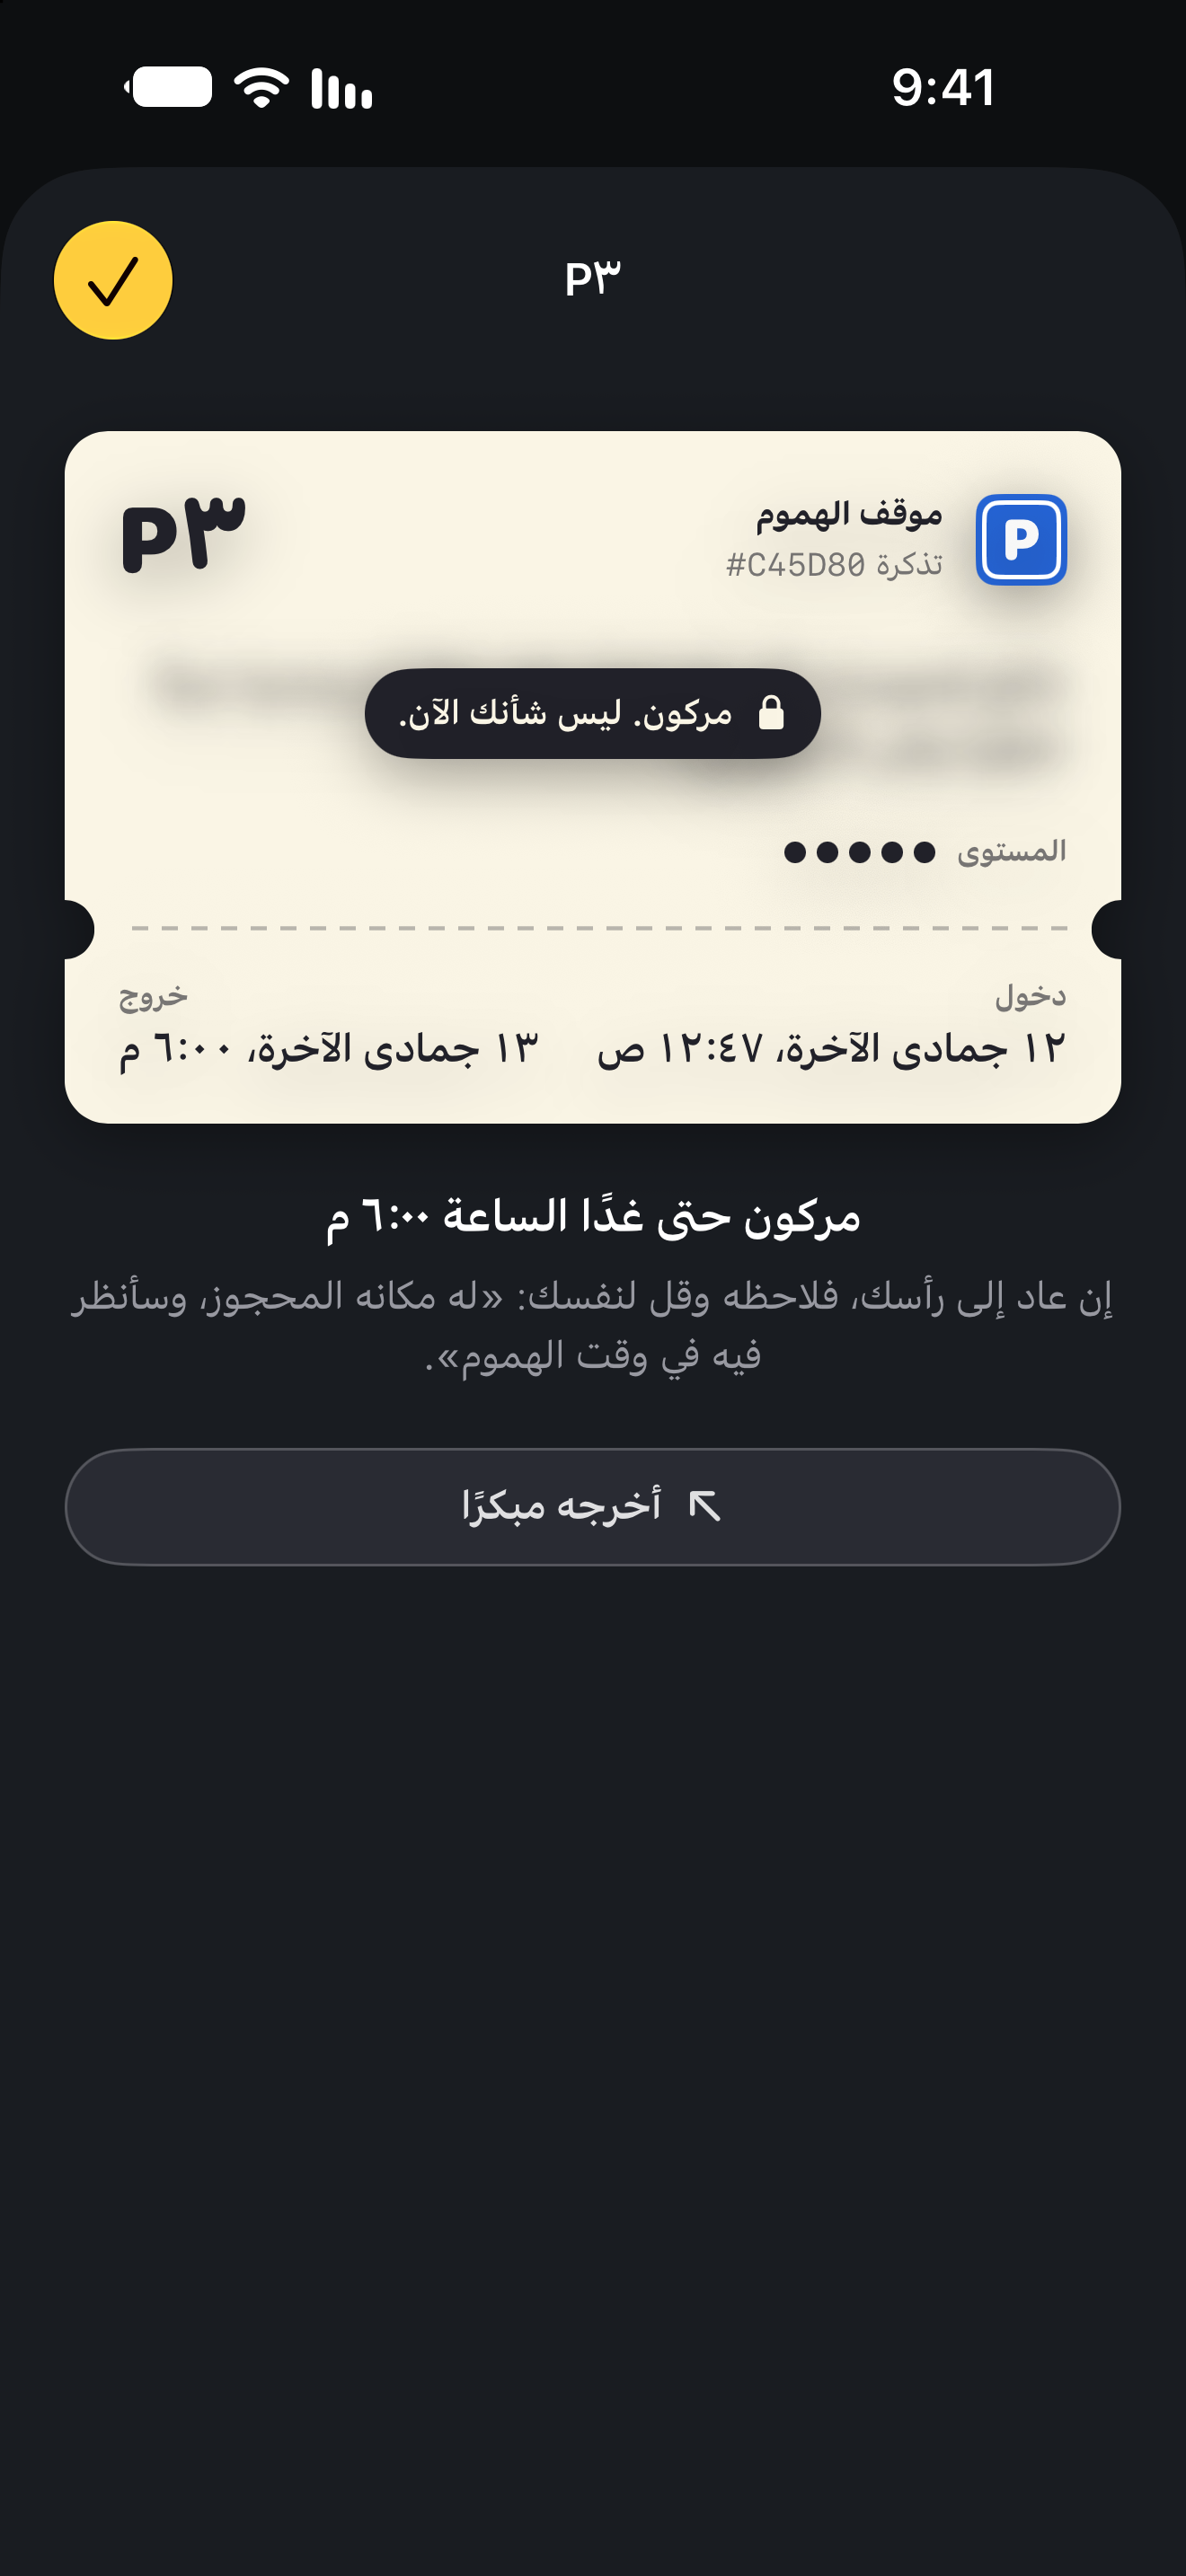 9:41
P٣
P
موقف الهموم
تذكرة #C45D80
P٣
مركون. ليس شأنك الآن.
المستوى
دخول
١٢ جمادى الآخرة، ١٢:٤٧ ص
خروج
١٣ جمادى الآخرة، ٦:٠٠ م
مركون حتى غدًا الساعة ٦:٠٠ م
إن عاد إلى رأسك، فلاحظه وقل لنفسك: «له مكانه المحجوز، وسأنظر
فيه في وقت الهموم».
أخرجه مبكرًا